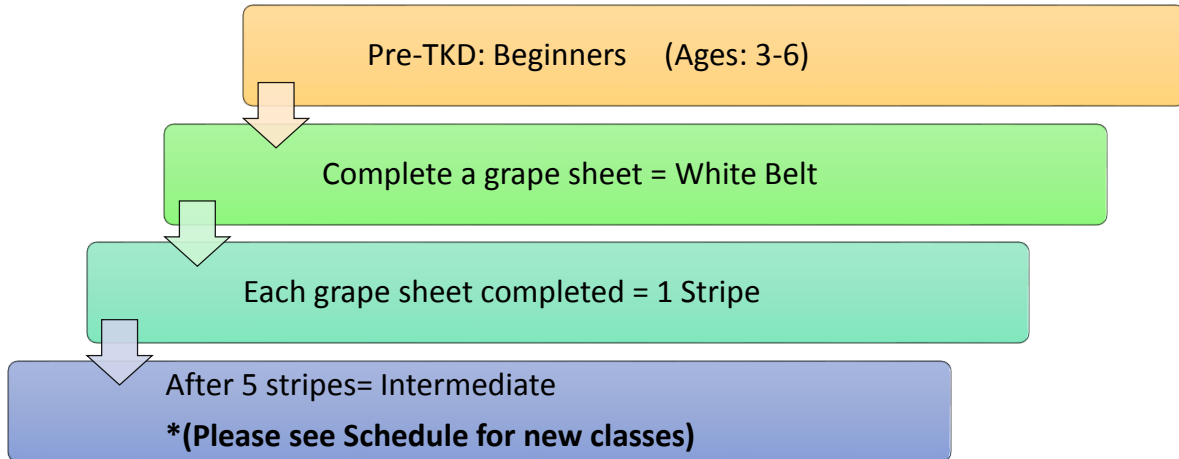 Pre-TKD: Beginners (Ages: 3-6)
Complete a grape sheet = White Belt
Each grape sheet completed = 1 Stripe
After 5 stripes= Intermediate
*(Please see Schedule for new classes)